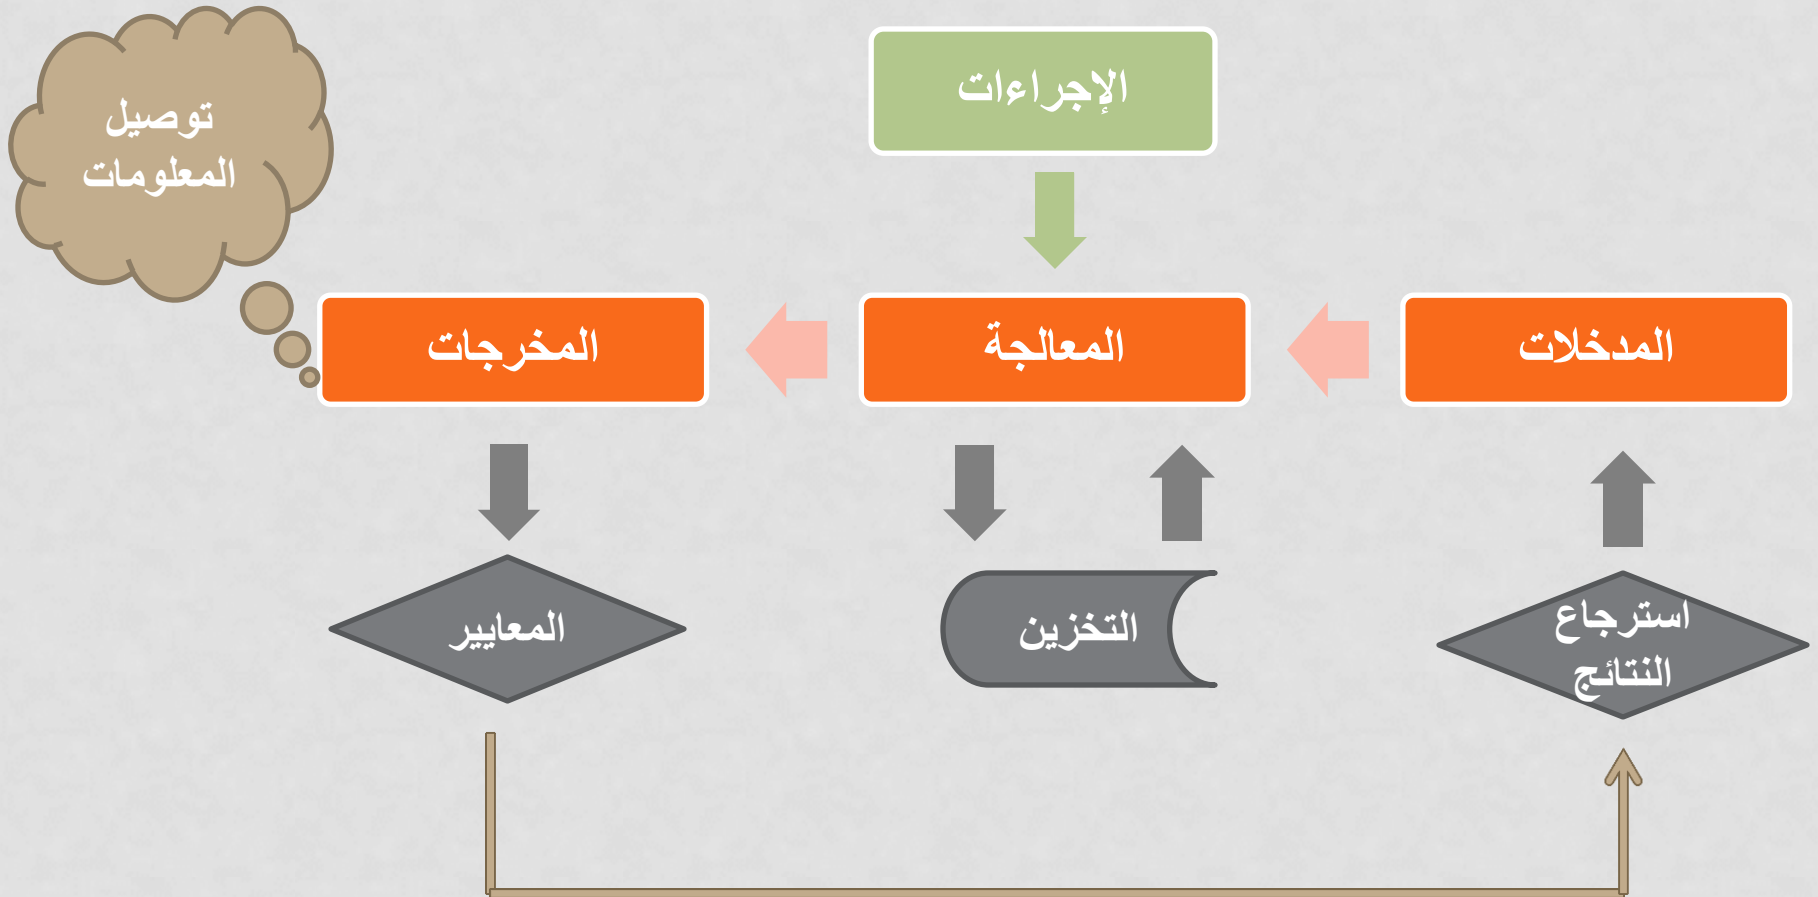 الإجراءات
توصيل
المعلومات
المدخلات
المعالجة
المخرجات
استرجاع
النتائج
التخزين
المعايير